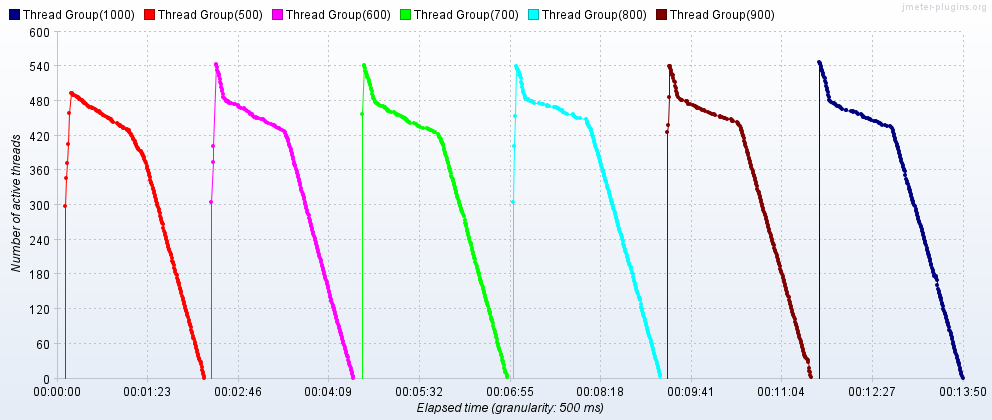 Thread Group(1000) Thread Group(500) Thread Group(600) Thread Group(700) Thread Group(800) Thread Group(900)
jmeter-plugins.org
600
540
480
420
360
300
240
180
120
60
0
Number of active threads
00:00:00 00:01:23 00:02:46 00:04:09 00:05:32 00:06:55 00:08:18 00:09:41 00:11:04 00:12:27 00:13:50
Elapsed time (granularity: 500 ms)